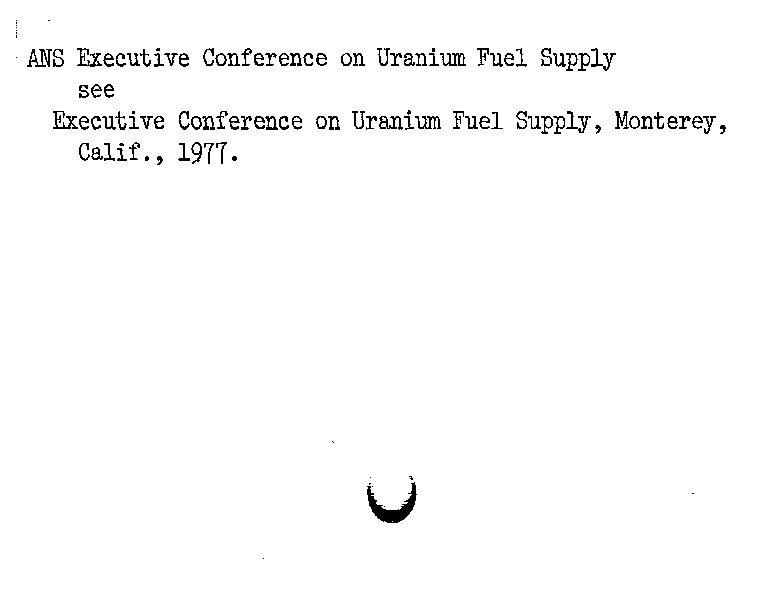 ANS Executive Conference on Uranium Fuel Supply
see
Executive Conference on Uranium Fuel Supply, Monterey,
Calif., 1977.